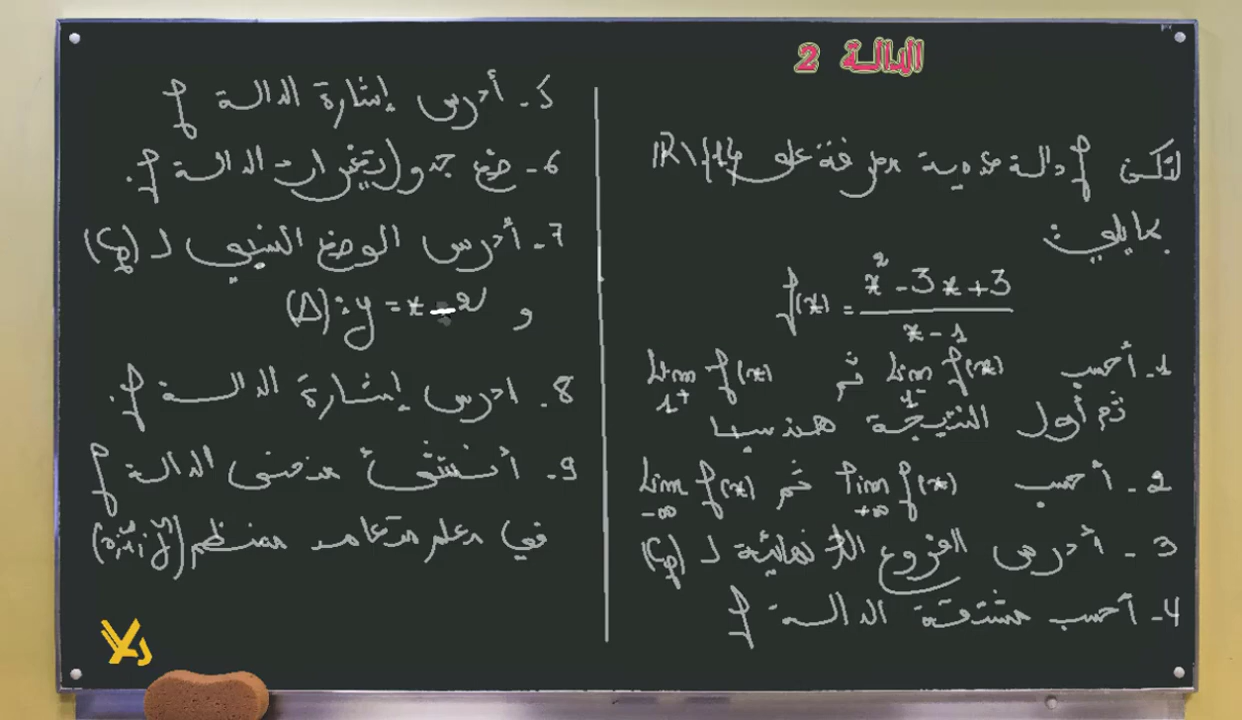 الدالة 2
لتكن f دالة عددية معرفة على ℝ\{1}
بمايلي:
f(x) = (x² - 3x + 3) / (x - 1)
1- أحسب lim f(x) 1⁻ ثم lim f(x) 1⁺
ثم أول النتيجة هندسيا
2- أحسب lim f(x) +∞ ثم lim f(x) -∞
3- أدرس الفروع اللانهائية لـ (Cf)
4- أحسب مشتقة الدالة f
5- أدرس إشارة الدالة f
6- ضع جدول تغيرات الدالة f.
7- أدرس الوضع النسبي لـ (Cf)
و (Δ): y = x - 2
8- ادرس إشارة الدالة f.
9- أنشئ منحنى الدالة f
في معلم متعامد ممنظم (o, i, j)